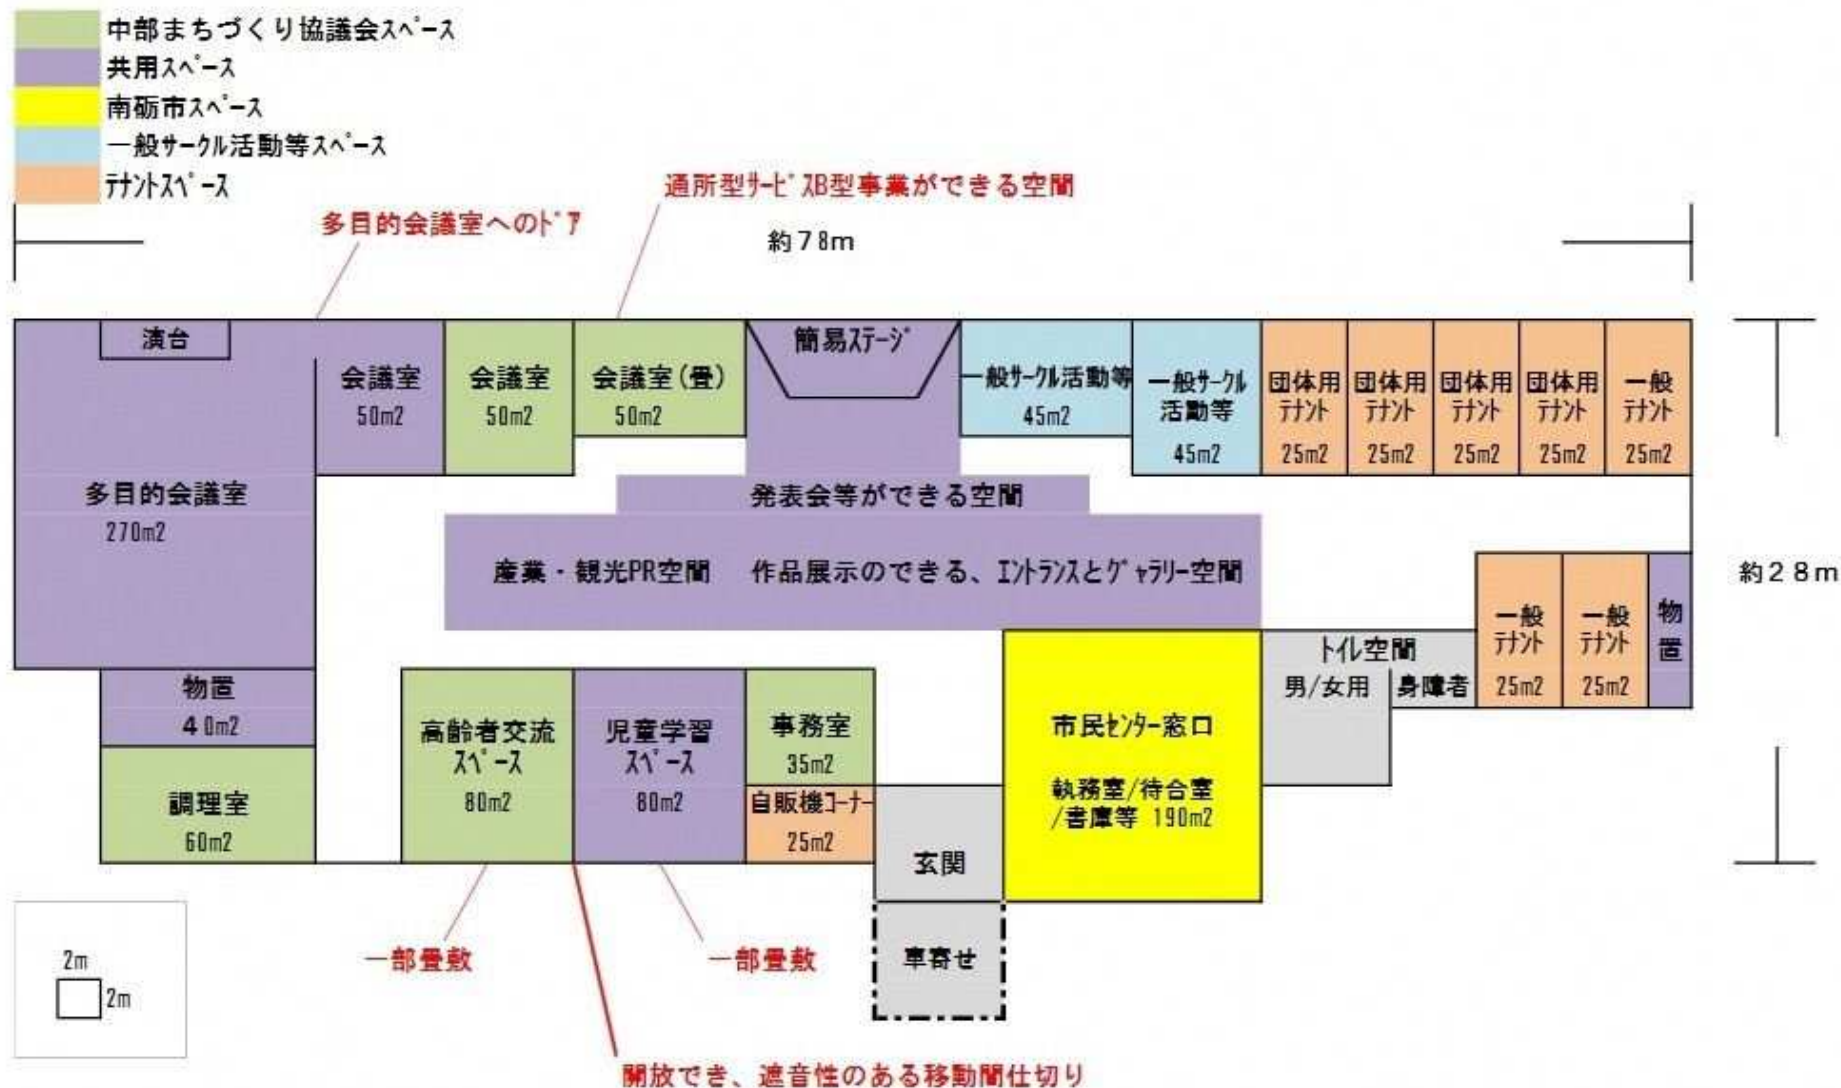 中部まちづくり協議会スペース
共用スペース
南砺市スペース
一般サークル活動等スペース
テナントスペース
通所型サービスB型事業ができる空間
多目的会議室へのドア
約78m
演台
簡易ステージ
会議室
50m2
会議室
50m2
会議室(畳)
50m2
一般サークル活動等
45m2
一般サークル
活動等
45m2
団体用
テナント
25m2
団体用
テナント
25m2
団体用
テナント
25m2
団体用
テナント
25m2
一般
テナント
25m2
多目的会議室
270m2
発表会等ができる空間
産業・観光PR空間
作品展示のできる、エントランスとギャラリー空間
約28m
一般
テナント
25m2
一般
テナント
25m2
物
置
トイレ空間
男/女用
身障者
物置
40m2
調理室
60m2
高齢者交流
スペース
80m2
児童学習
スペース
80m2
事務室
35m2
自販機コーナー
25m2
市民センター窓口
執務室/待合室
/書庫等 190m2
玄関
車寄せ
一部畳敷
一部畳敷
2m
2m
開放でき、遮音性のある移動間仕切り